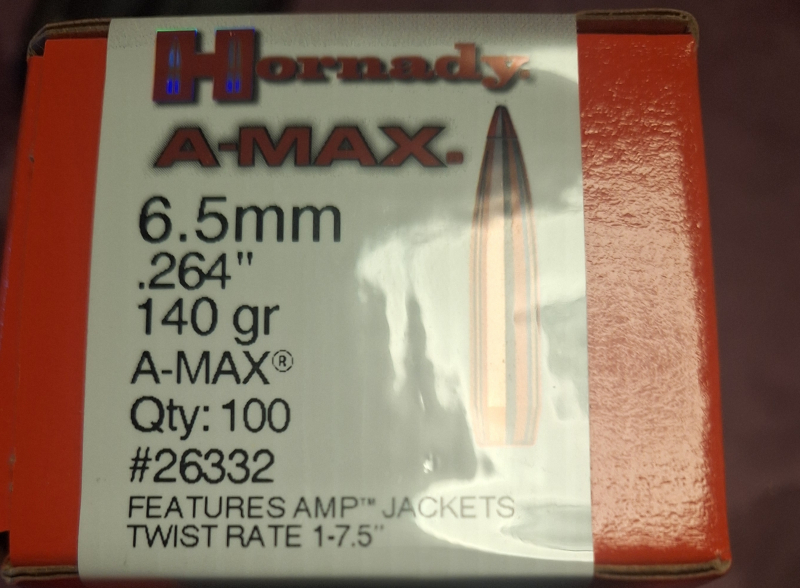 Hornady.
A-MAX.
6.5mm
.264"
140 gr
A-MAX®
Qty: 100
#26332
FEATURES AMP™ JACKETS
TWIST RATE 1-7.5"